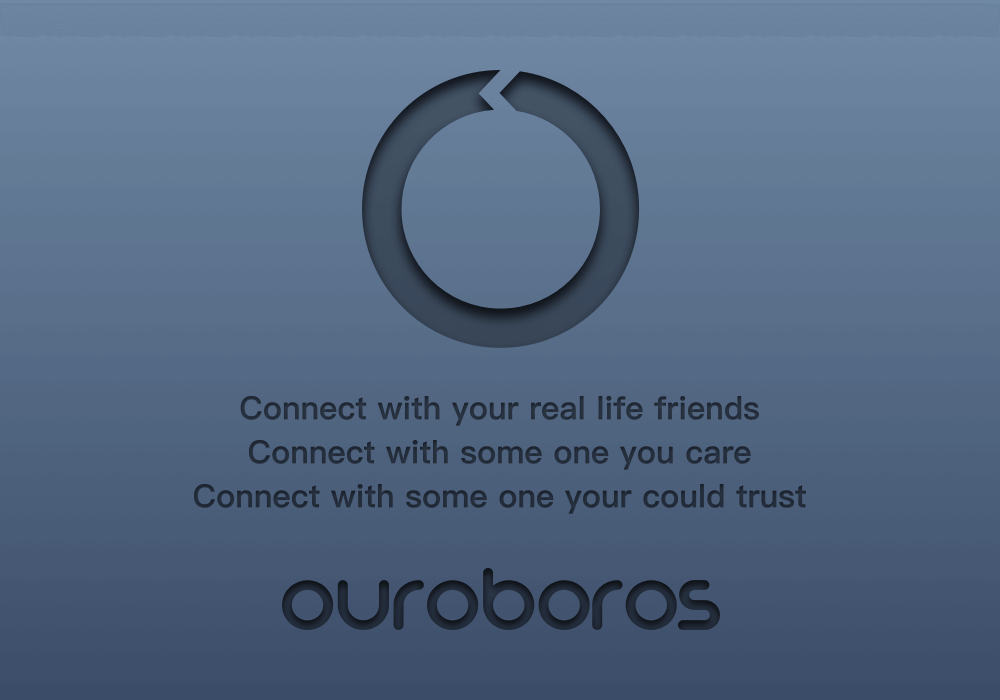 Connect with your real life friends
Connect with some one you care
Connect with some one your could trust
ouroboros